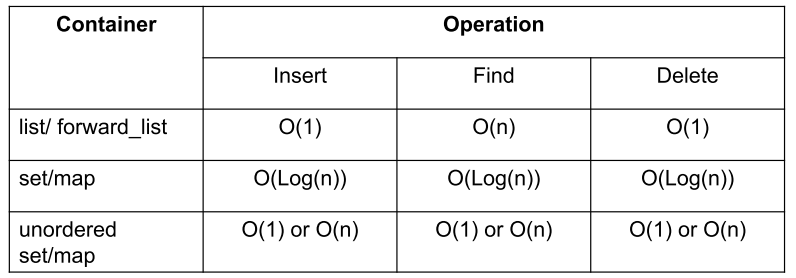 Container Operation
Insert Find Delete
list/ forward_list O(1) O(n) O(1)
set/map O(Log(n)) O(Log(n)) O(Log(n))
unordered O(1) or O(n) O(1) or O(n) O(1) or O(n)
set/map